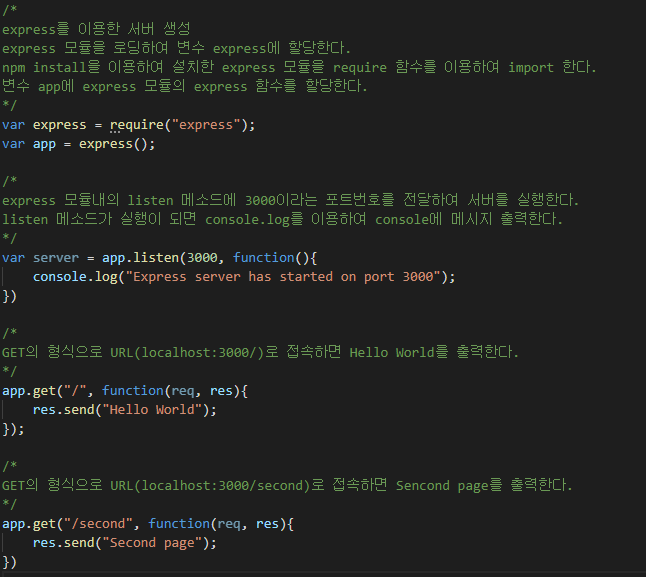 /*
express를 이용한 서버 생성
express 모듈을 로딩하여 변수 express에 할당한다.
npm install을 이용하여 설치한 express 모듈을 require 함수를 이용하여 import 한다.
변수 app에 express 모듈의 express 함수를 할당한다.
*/
var express = require("express");
var app = express();
/*
express 모듈내의 listen 메소드에 3000이라는 포트번호를 전달하여 서버를 실행한다.
listen 메소드가 실행이 되면 console.log를 이용하여 console에 메시지 출력한다.
*/
var server = app.listen(3000, function(){
    console.log("Express server has started on port 3000");
})
/*
GET의 형식으로 URL(localhost:3000/)로 접속하면 Hello World를 출력한다.
*/
app.get("/", function(req, res){
    res.send("Hello World");
});
/*
GET의 형식으로 URL(localhost:3000/second)로 접속하면 Sencond page를 출력한다.
*/
app.get("/second", function(req, res){
    res.send("Second page");
})